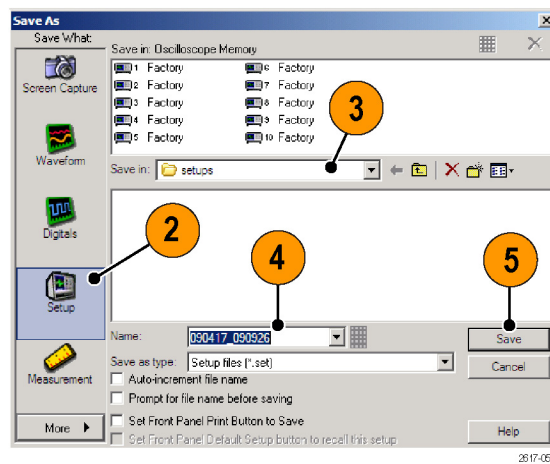 Save As
Save What:
Save in: Oscilloscope Memory
Screen Capture
1 Factory 6 Factory
2 Factory 7 Factory
3 Factory 8 Factory
4 Factory 9 Factory
5 Factory 10 Factory
3
Waveform
Save in: setups
Digitals
2
4
5
Setup
Name: 090417_090926
Save
Save as type: Setup files (*.set)
Cancel
Measurement
Auto-increment file name
Prompt for file name before saving
More
Set Front Panel Print Button to Save
Set Front Panel Default Setup button to recall this setup
Help
2617-05